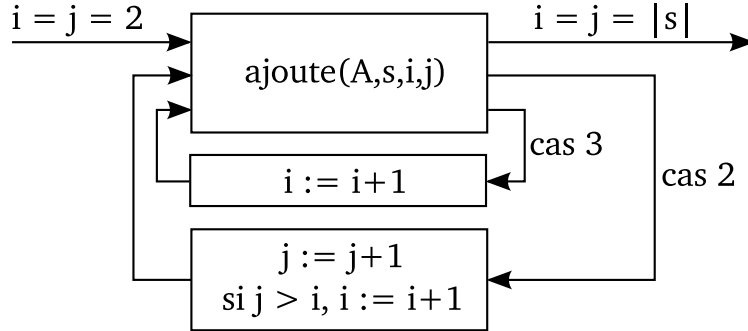 i = j = 2
i = j = |s|
ajoute(A,s,i,j)
cas 3
cas 2
i := i+1
j := j+1
si j > i, i := i+1